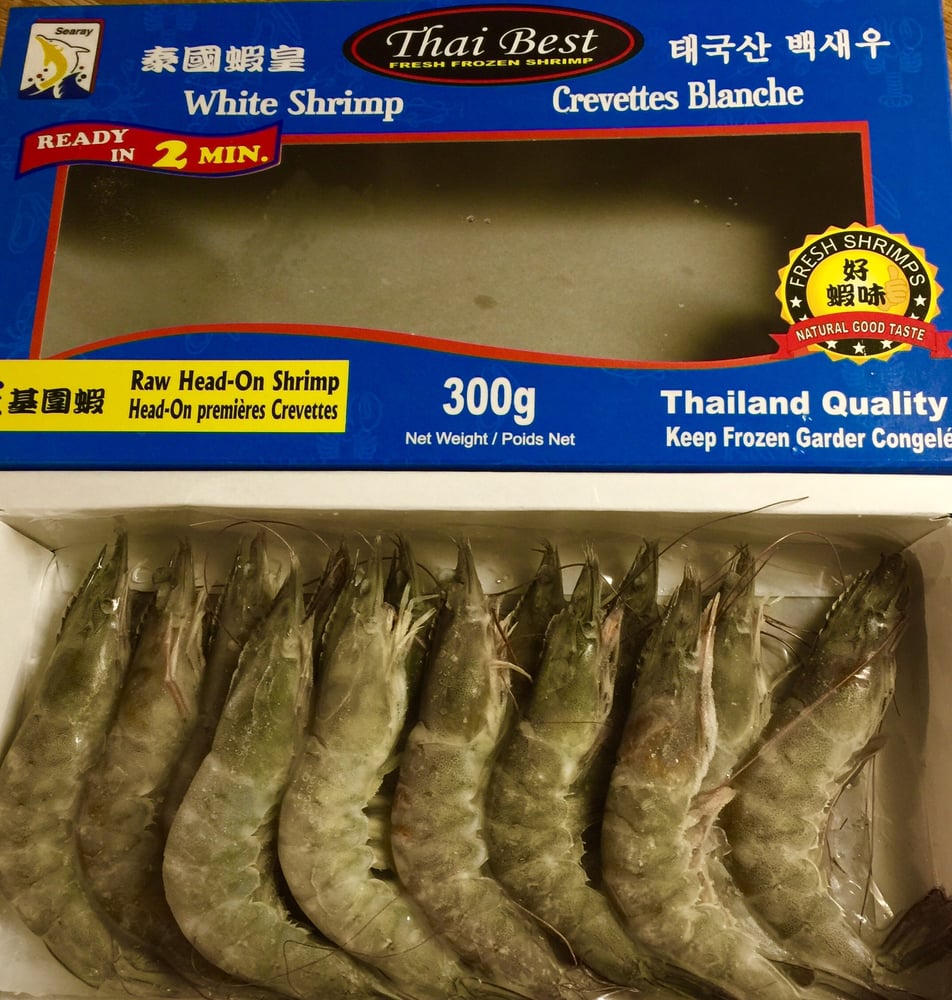 Searay
泰國蝦皇
Thai Best
FRESH FROZEN SHRIMP
태국산 백새우
White Shrimp
Crevettes Blanche
READY
IN 2 MIN.
FRESH SHRIMPS
好
蝦味
NATURAL GOOD TASTE
基圍蝦
Raw Head-On Shrimp
Head-On premières Crevettes
300g
Net Weight / Poids Net
Thailand Quality
Keep Frozen Garder Congelé